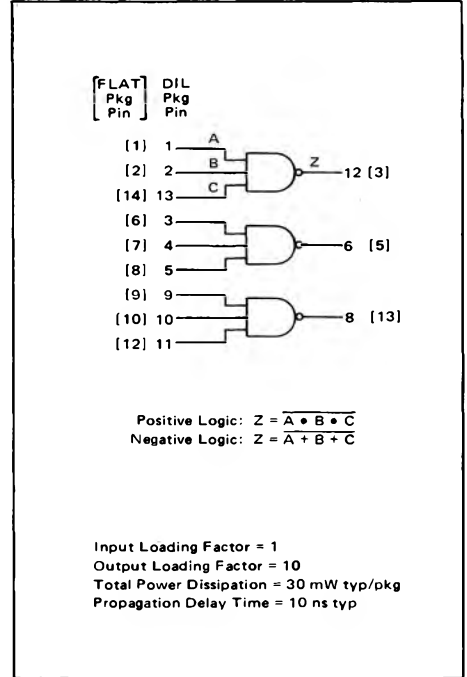 [FLAT Pkg Pin] DIL Pkg Pin
[1] 1 A
[2] 2 B Z 12 [3]
[14] 13 C
[6] 3
[7] 4 6 [5]
[8] 5
[9] 9
[10] 10 8 [13]
[12] 11
Positive Logic: Z = A • B • C
Negative Logic: Z = A + B + C
Input Loading Factor = 1
Output Loading Factor = 10
Total Power Dissipation = 30 mW typ/pkg
Propagation Delay Time = 10 ns typ